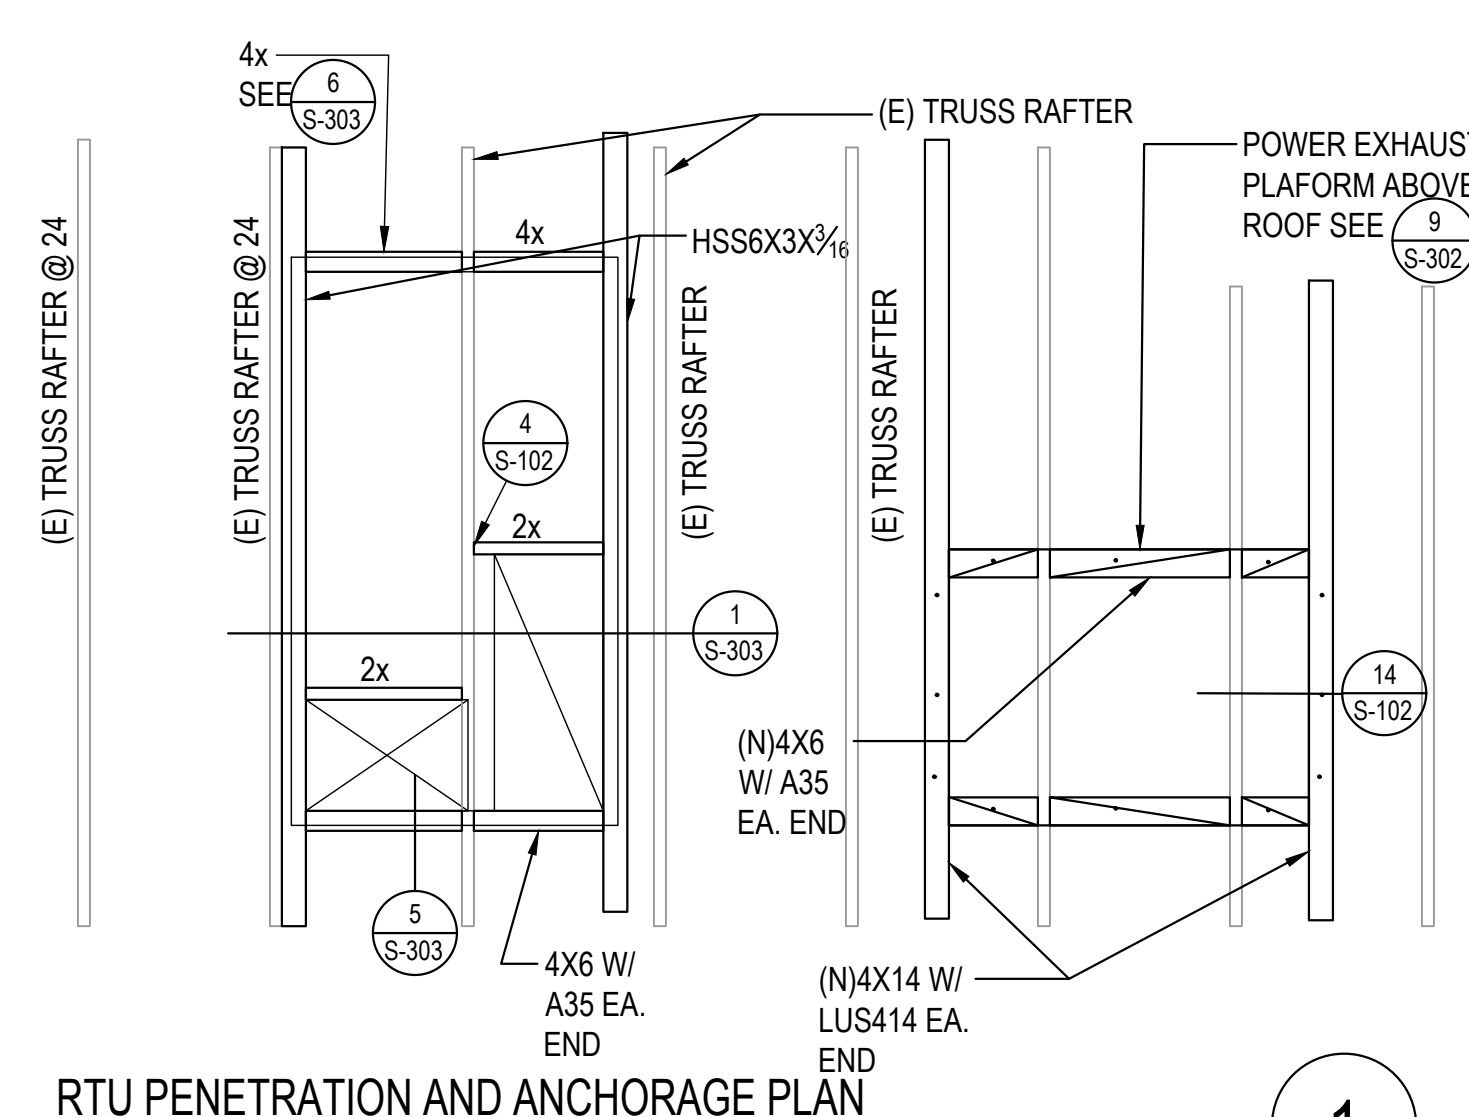 4x
SEE
6
S-303
(E) TRUSS RAFTER
POWER EXHAUST
PLAFORM ABOVE
ROOF SEE
9
S-302
4x
HSS6X3X3/16
(E) TRUSS RAFTER @ 24
(E) TRUSS RAFTER @ 24
(E) TRUSS RAFTER
(E) TRUSS RAFTER
4
S-102
2x
1
S-303
2x
14
S-102
(N)4X6
W/ A35
EA. END
5
S-303
4X6 W/
A35 EA.
END
(N)4X14 W/
LUS414 EA.
END
RTU PENETRATION AND ANCHORAGE PLAN
1